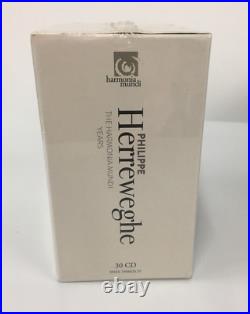 harmonia
mundi
PHILIPPE
Herreweghe
THE HARMONIA MUNDI
YEARS
30 CD